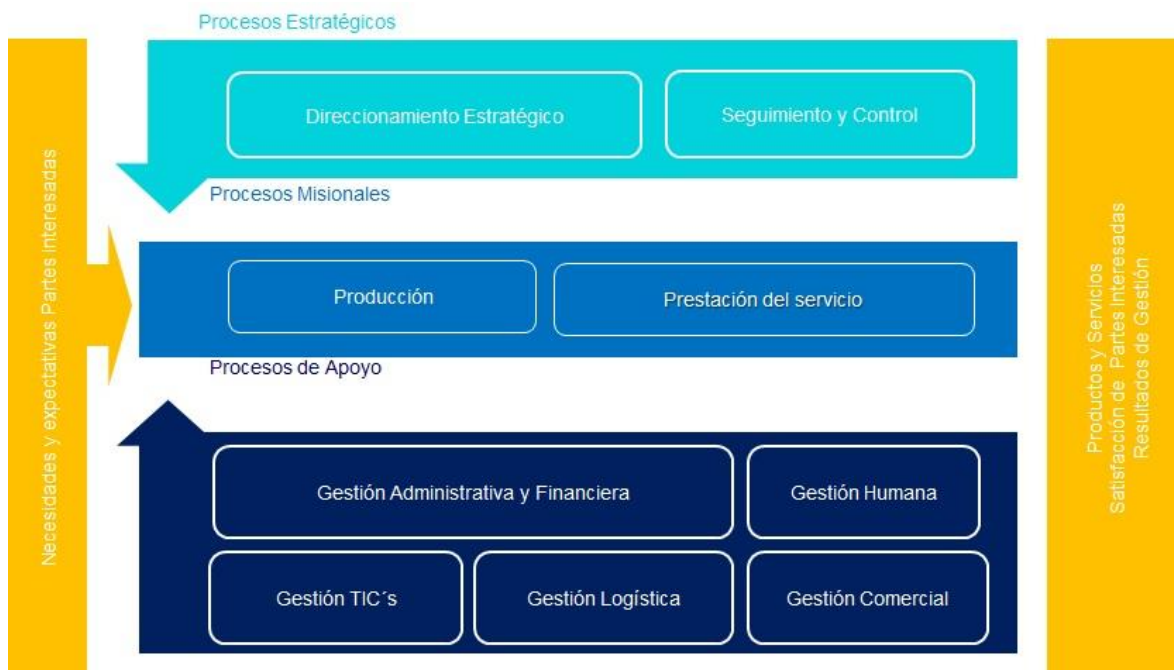 Procesos Estratégicos
Direccionamiento Estratégico
Seguimiento y Control
Necesidades y expectativas Partes Interesadas
Procesos Misionales
Producción
Prestación del servicio
Procesos de Apoyo
Gestión Administrativa y Financiera
Gestión Humana
Gestión TIC´s
Gestión Logística
Gestión Comercial
Productos y Servicios
Satisfacción de Partes Interesadas
Resultados de Gestión